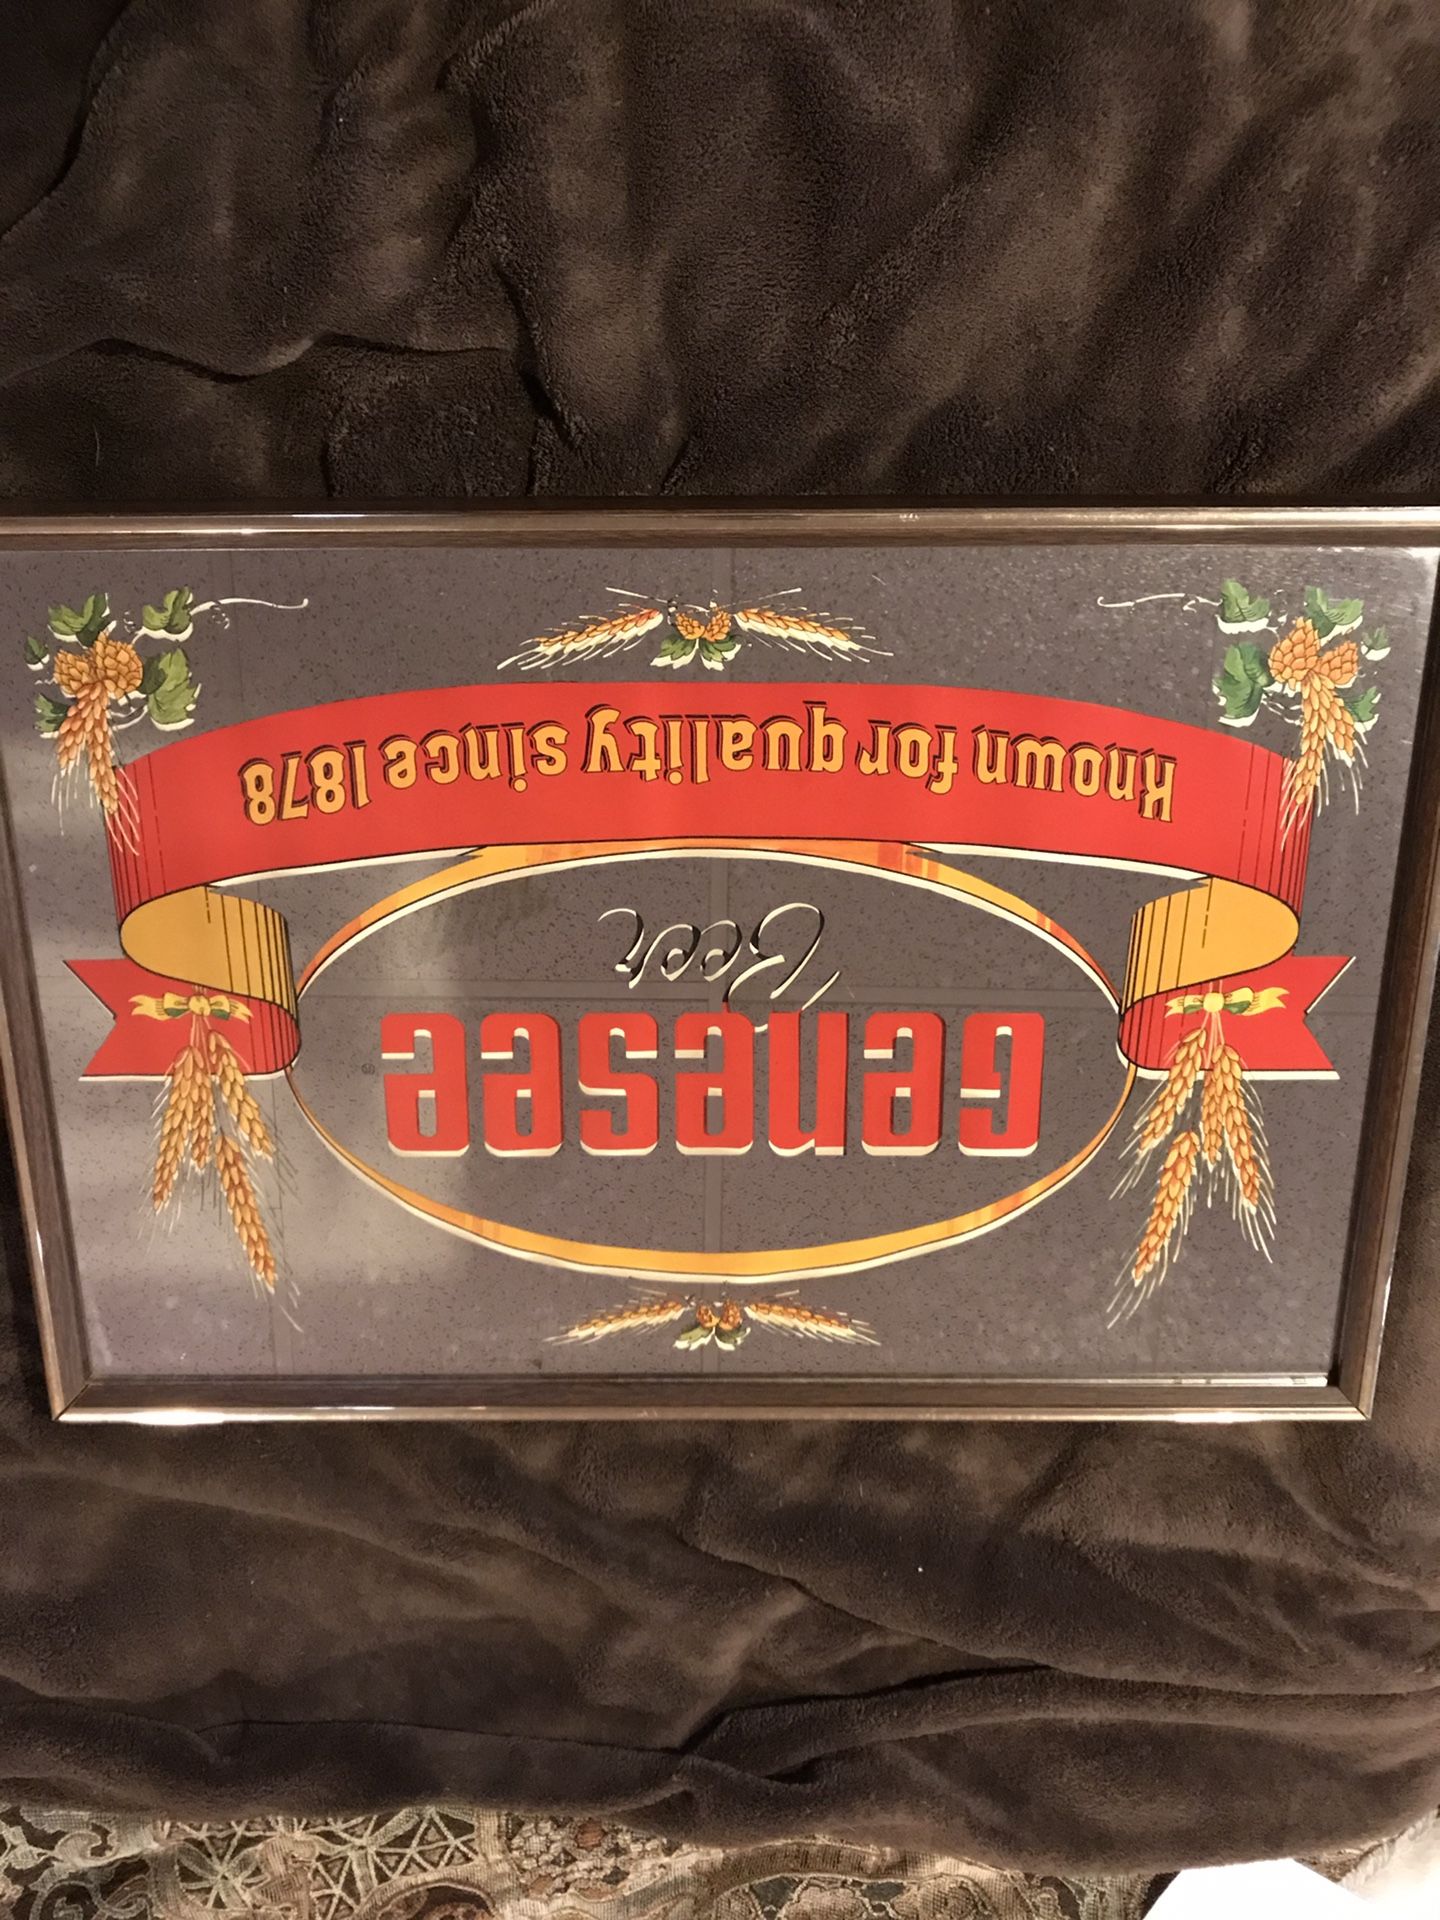 Genesee
Beer
Known for quality since 1878